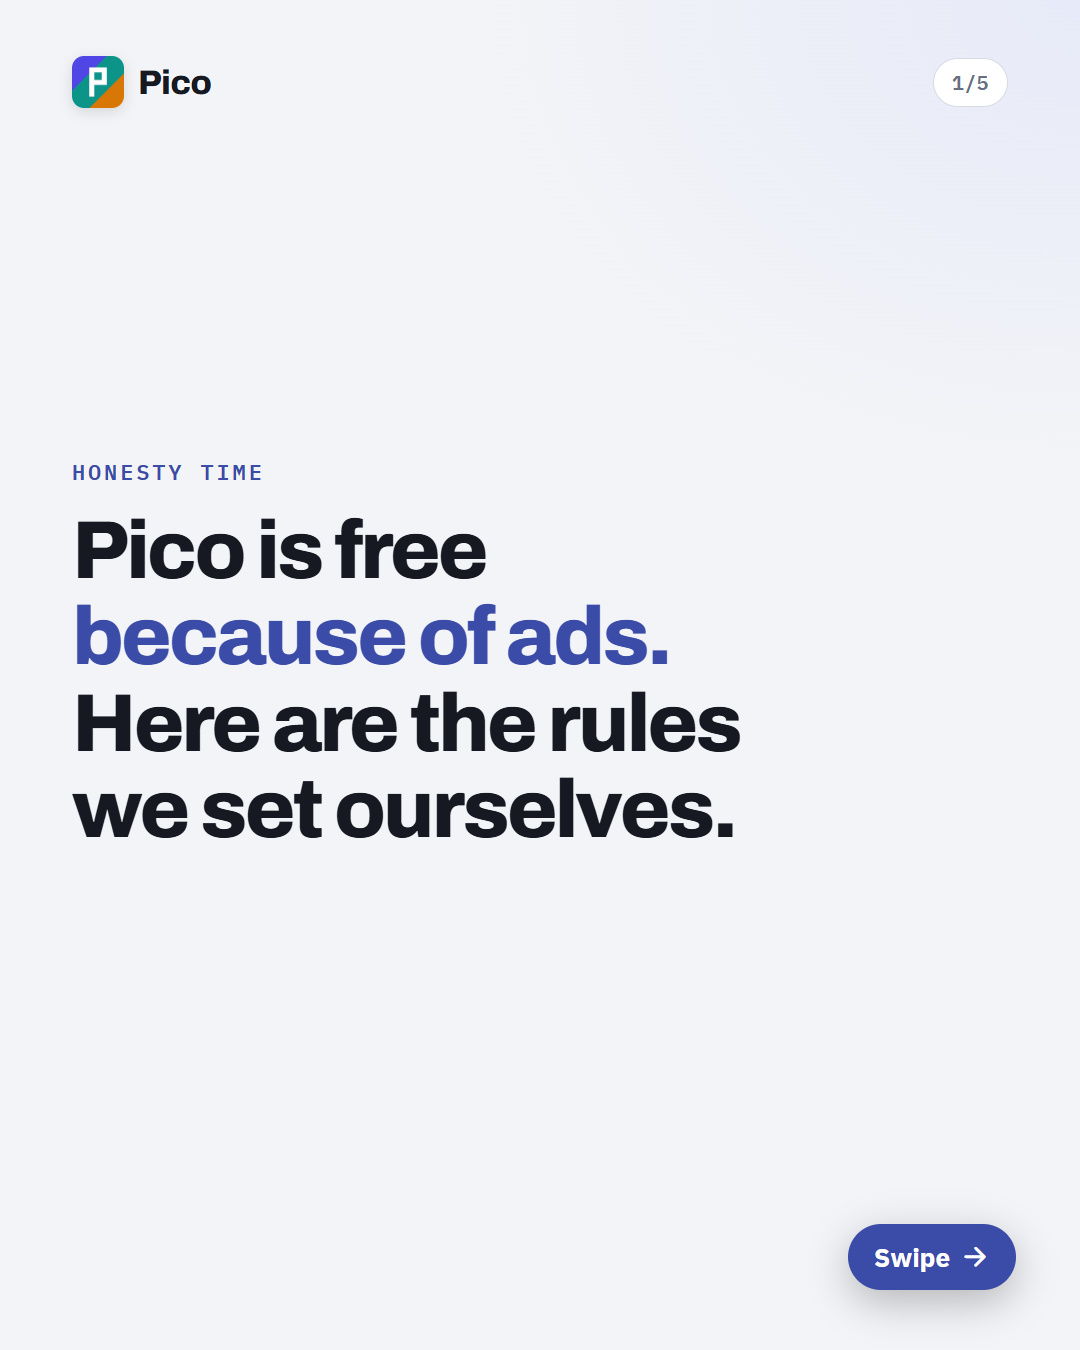 P
Pico
1/5
HONESTY TIME
Pico is free
because of ads.
Here are the rules
we set ourselves.
Swipe →